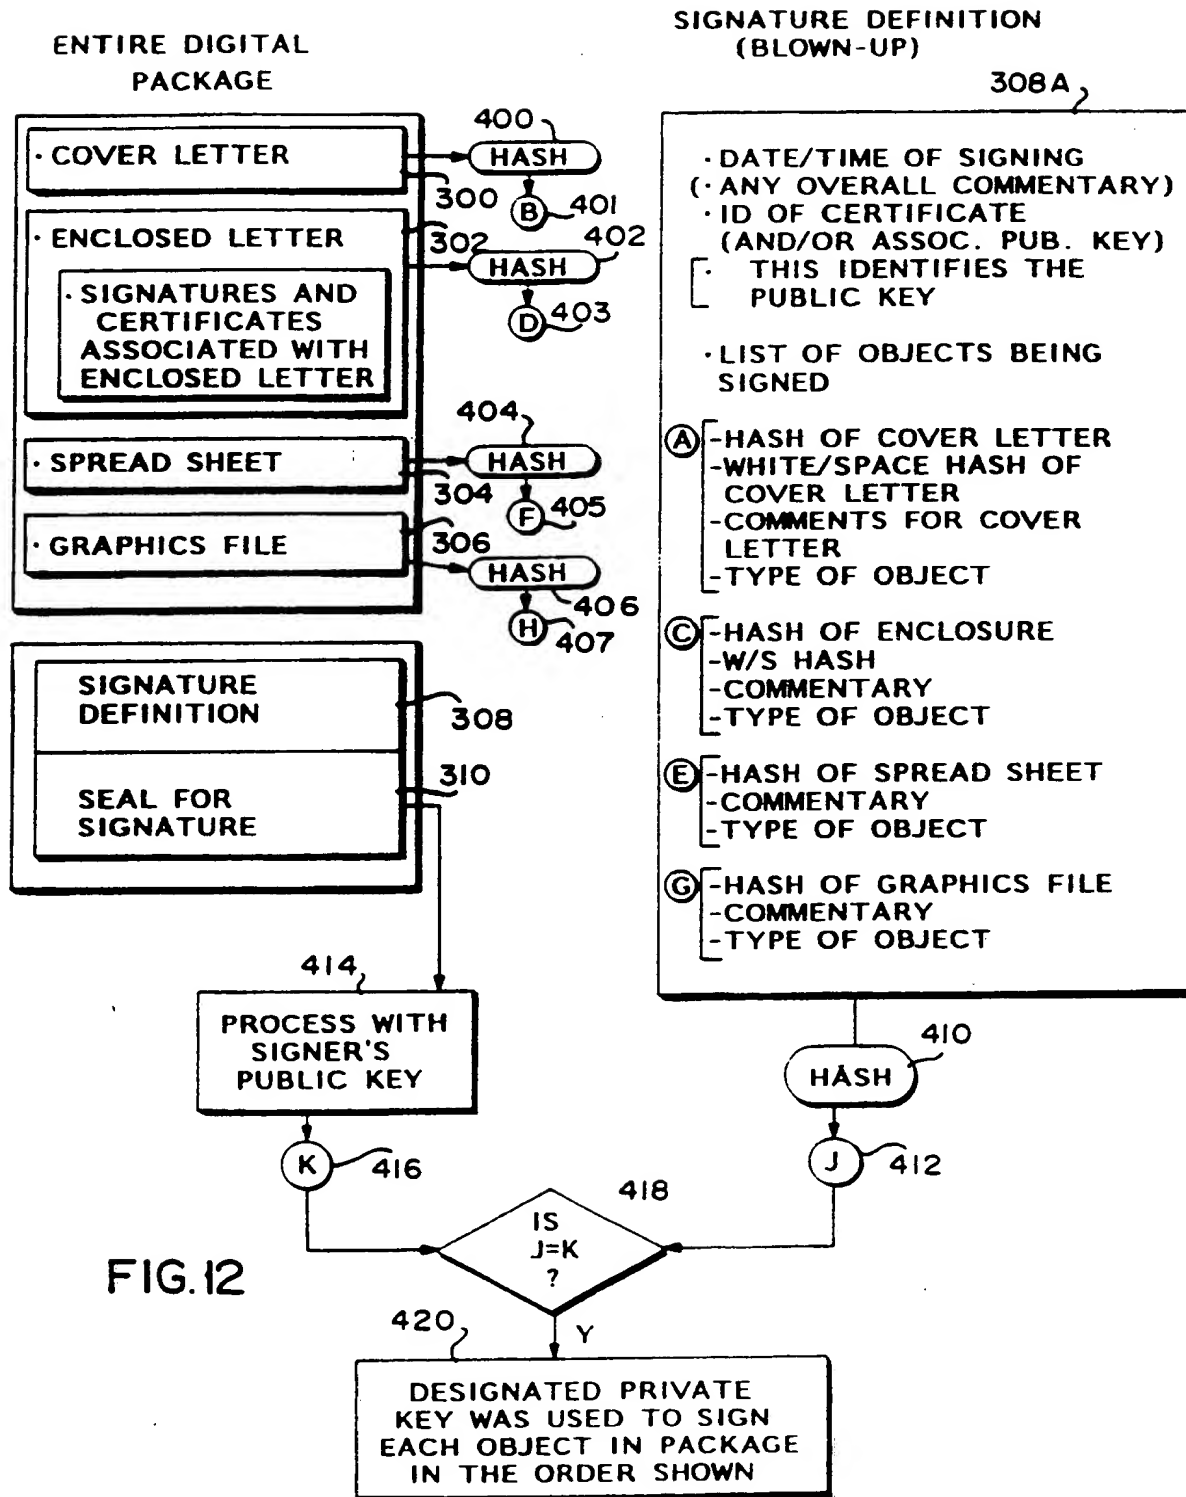 ENTIRE DIGITAL
PACKAGE
· COVER LETTER
300
· ENCLOSED LETTER
302
· SIGNATURES AND
CERTIFICATES
ASSOCIATED WITH
ENCLOSED LETTER
· SPREAD SHEET
304
· GRAPHICS FILE
306
400
HASH
B
401
402
HASH
D
403
404
HASH
F
405
HASH
406
H
407
SIGNATURE
DEFINITION
308
SEAL FOR
SIGNATURE
310
SIGNATURE DEFINITION
(BLOWN-UP)
308A
· DATE/TIME OF SIGNING
(· ANY OVERALL COMMENTARY)
· ID OF CERTIFICATE
(AND/OR ASSOC. PUB. KEY)
· THIS IDENTIFIES THE
PUBLIC KEY
· LIST OF OBJECTS BEING
SIGNED
A -HASH OF COVER LETTER
-WHITE/SPACE HASH OF
COVER LETTER
-COMMENTS FOR COVER
LETTER
-TYPE OF OBJECT
C -HASH OF ENCLOSURE
-W/S HASH
-COMMENTARY
-TYPE OF OBJECT
E -HASH OF SPREAD SHEET
-COMMENTARY
-TYPE OF OBJECT
G -HASH OF GRAPHICS FILE
-COMMENTARY
-TYPE OF OBJECT
414
PROCESS WITH
SIGNER'S
PUBLIC KEY
410
HASH
K
416
J
412
418
IS
J=K
?
FIG.12
420
Y
DESIGNATED PRIVATE
KEY WAS USED TO SIGN
EACH OBJECT IN PACKAGE
IN THE ORDER SHOWN